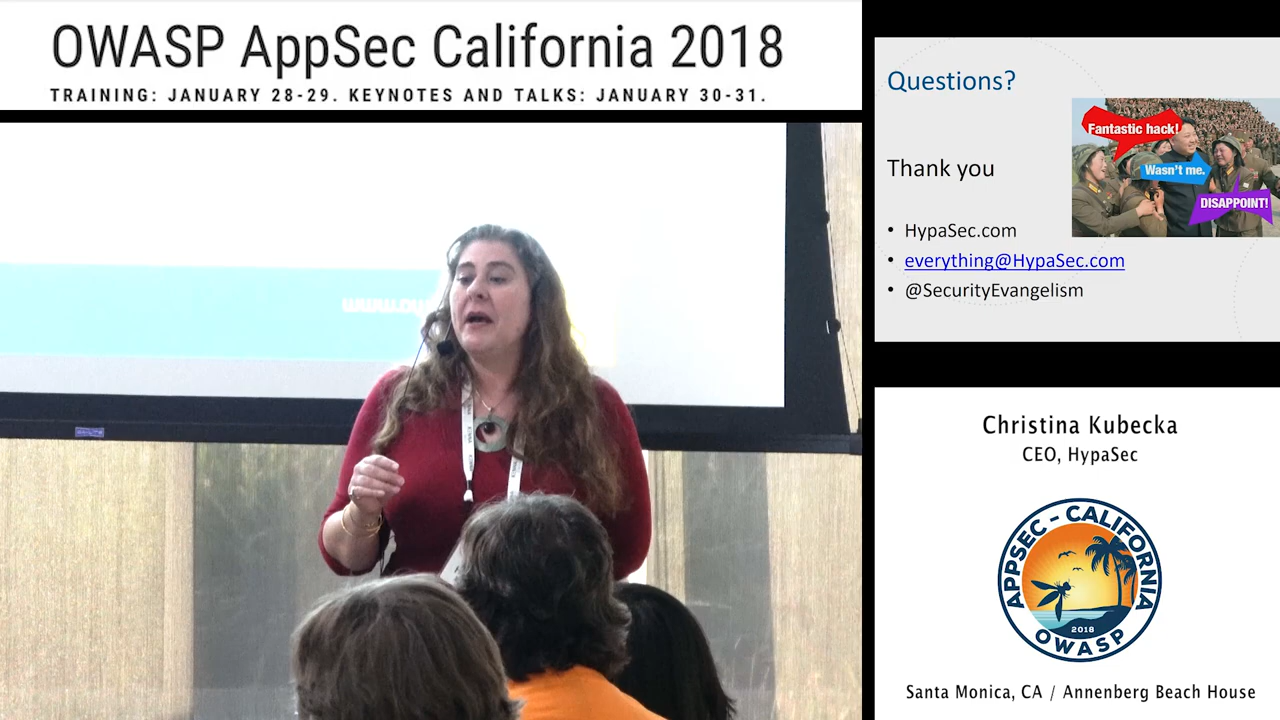 OWASP AppSec California 2018
TRAINING: JANUARY 28-29. KEYNOTES AND TALKS: JANUARY 30-31.
Questions?
Fantastic hack!
Wasn't me.
DISAPPOINT!
Thank you
• HypaSec.com
• everything@HypaSec.com
• @SecurityEvangelism
Christina Kubecka
CEO, HypaSec
APPSEC - CALIFORNIA
2018
OWASP
Santa Monica, CA / Annenberg Beach House